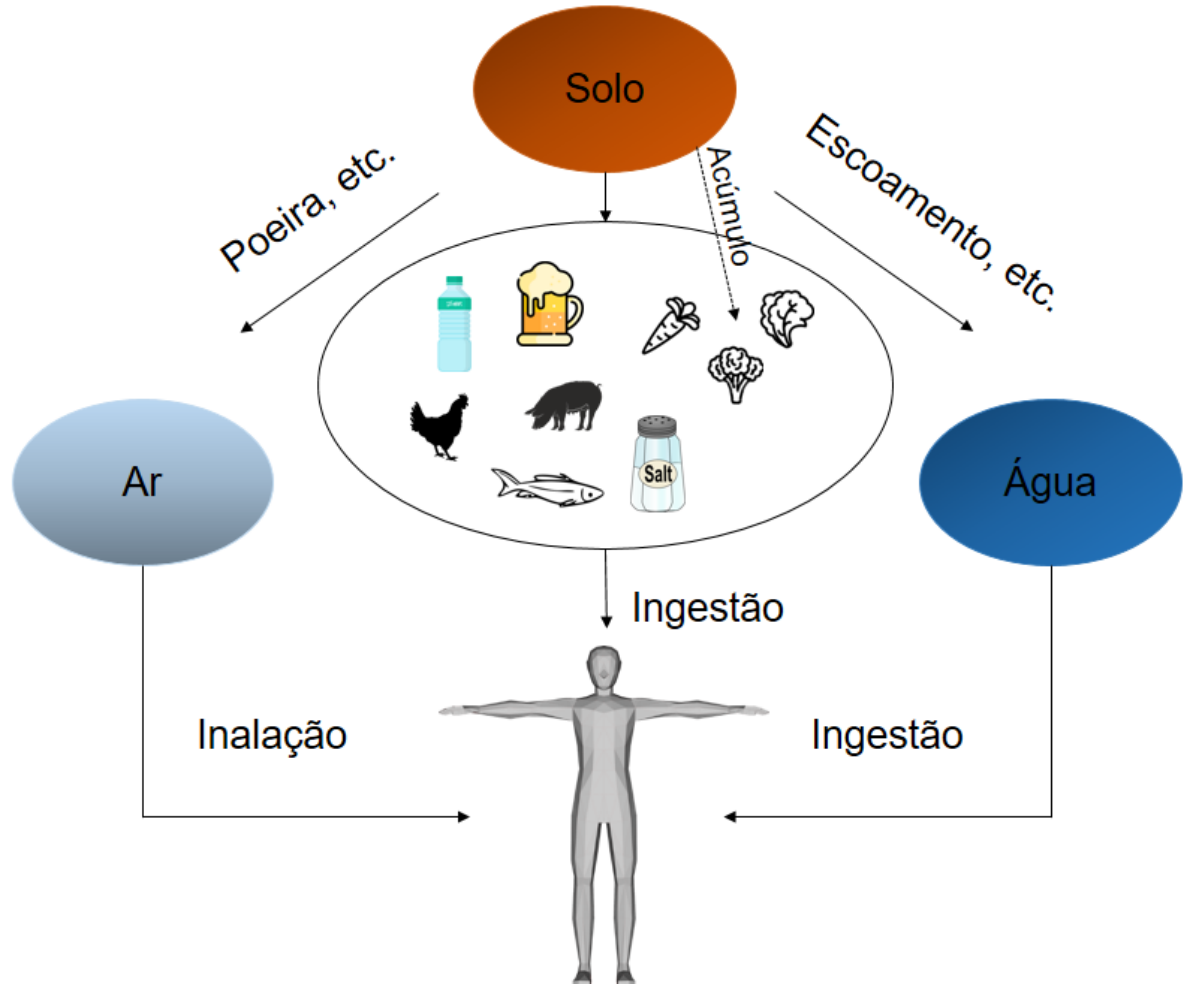 Solo
Poeira, etc.
Acúmulo
Escoamento, etc.
Salt
Ar
Água
Ingestão
Inalação
Ingestão